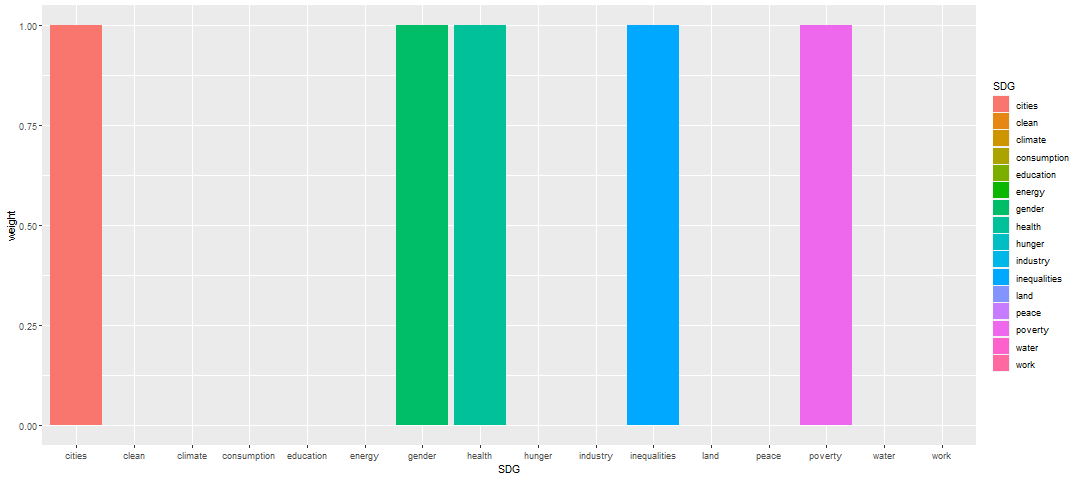 1.00
0.75
0.50
0.25
0.00
weight
cities clean climate consumption education energy gender health hunger industry inequalities land peace poverty water work
SDG
SDG
cities
clean
climate
consumption
education
energy
gender
health
hunger
industry
inequalities
land
peace
poverty
water
work